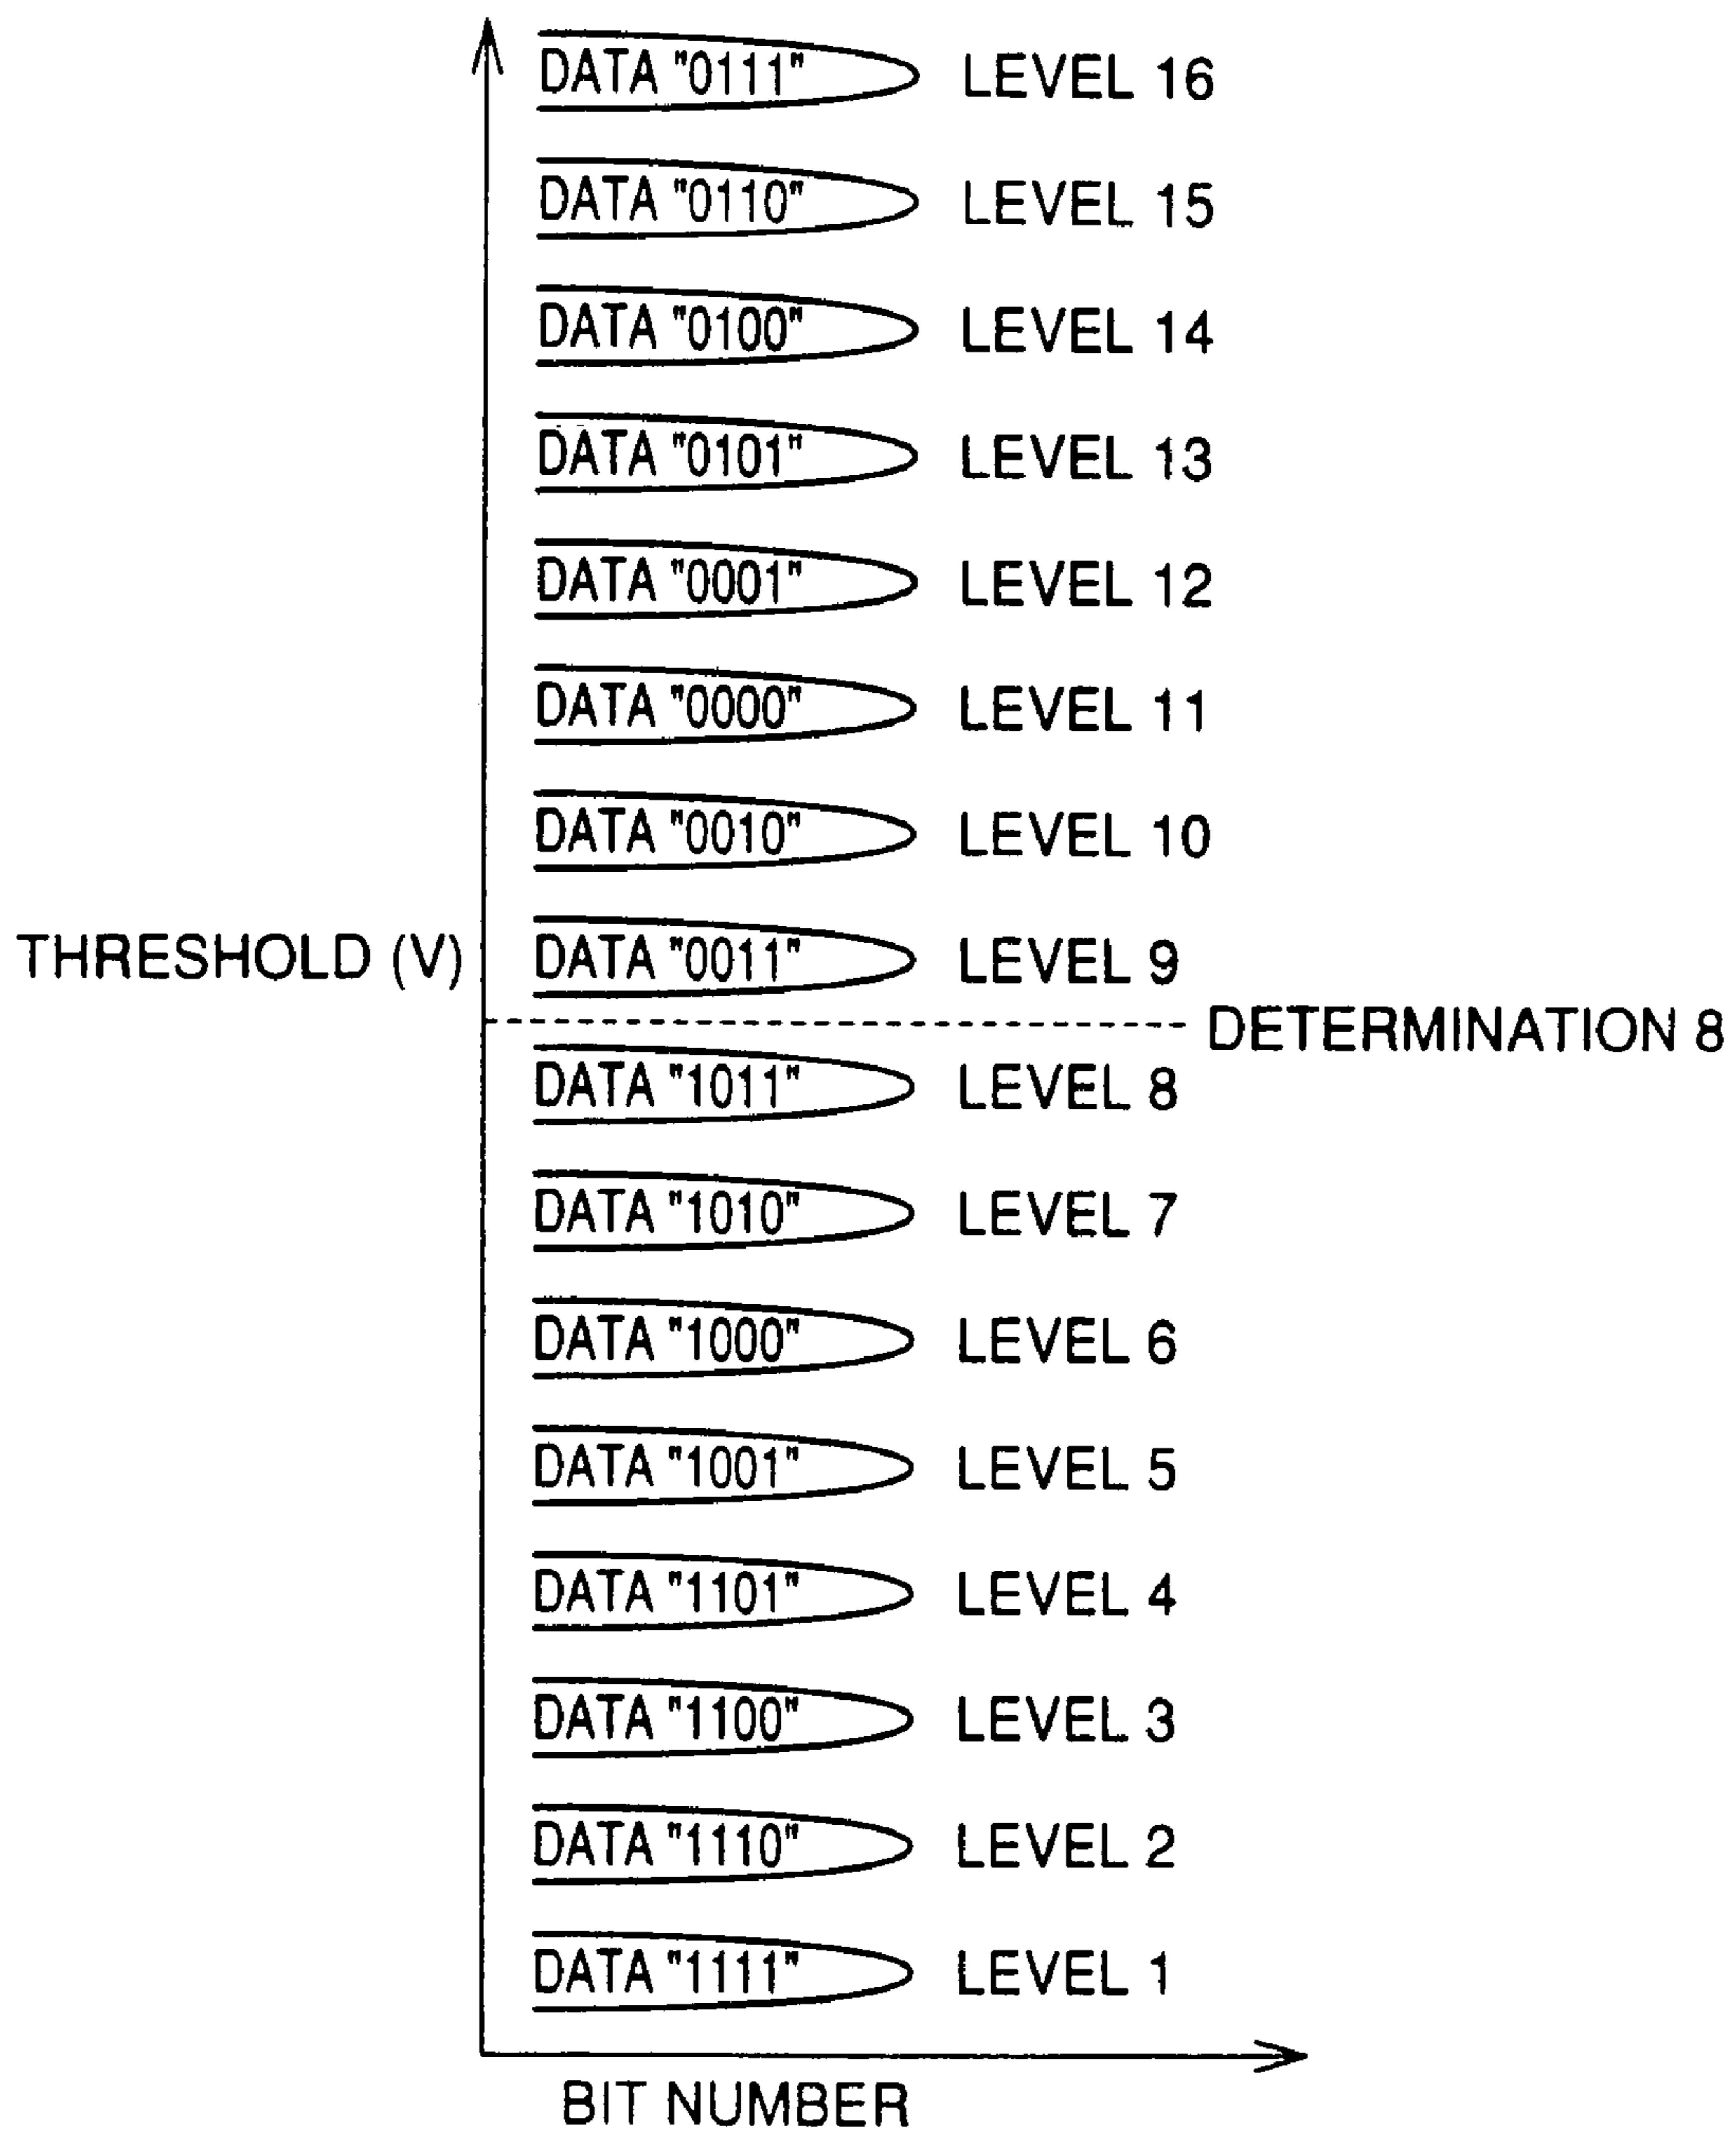 DATA "0111" LEVEL 16
DATA "0110" LEVEL 15
DATA "0100" LEVEL 14
DATA "0101" LEVEL 13
DATA "0001" LEVEL 12
DATA "0000" LEVEL 11
DATA "0010" LEVEL 10
THRESHOLD (V) DATA "0011" LEVEL 9
DETERMINATION 8
DATA "1011" LEVEL 8
DATA "1010" LEVEL 7
DATA "1000" LEVEL 6
DATA "1001" LEVEL 5
DATA "1101" LEVEL 4
DATA "1100" LEVEL 3
DATA "1110" LEVEL 2
DATA "1111" LEVEL 1
BIT NUMBER